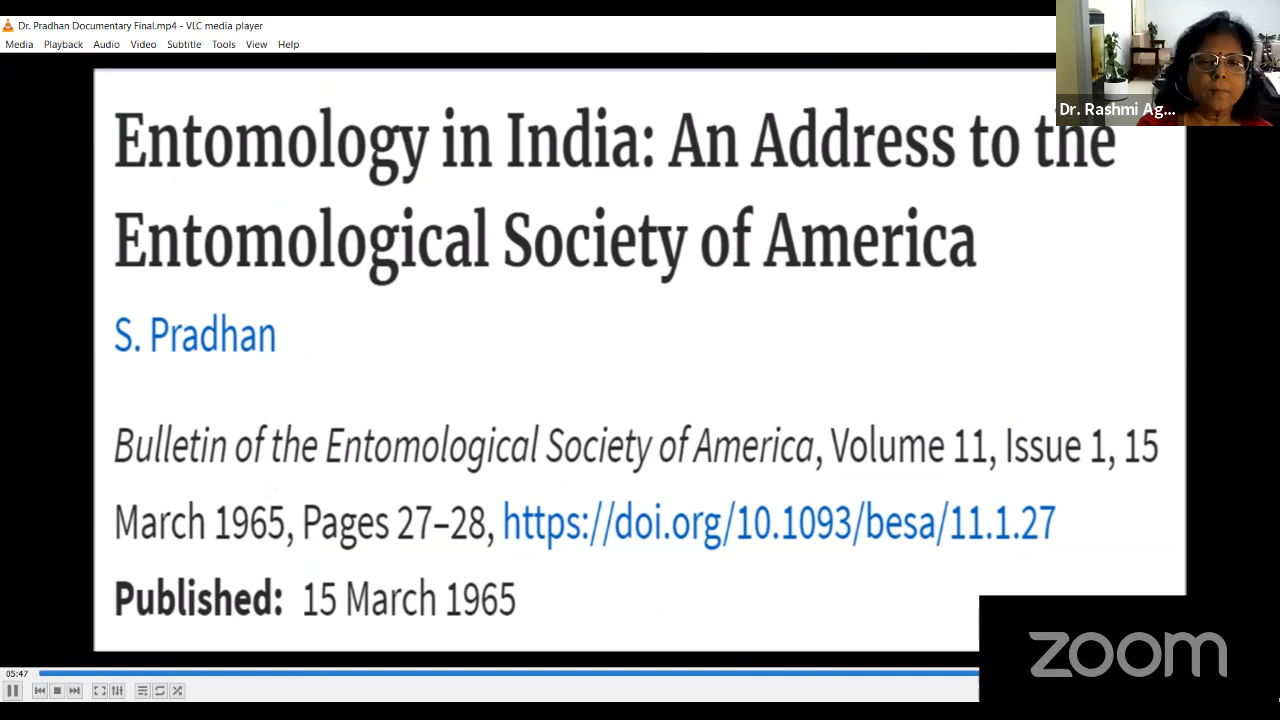 Dr. Pradhan Documentary Final.mp4 - VLC media player
Media Playback Audio Video Subtitle Tools View Help
Dr. Rashmi Ag...
Entomology in India: An Address to the
Entomological Society of America
S. Pradhan
Bulletin of the Entomological Society of America, Volume 11, Issue 1, 15
March 1965, Pages 27–28, https://doi.org/10.1093/besa/11.1.27
Published: 15 March 1965
05:47
zoom